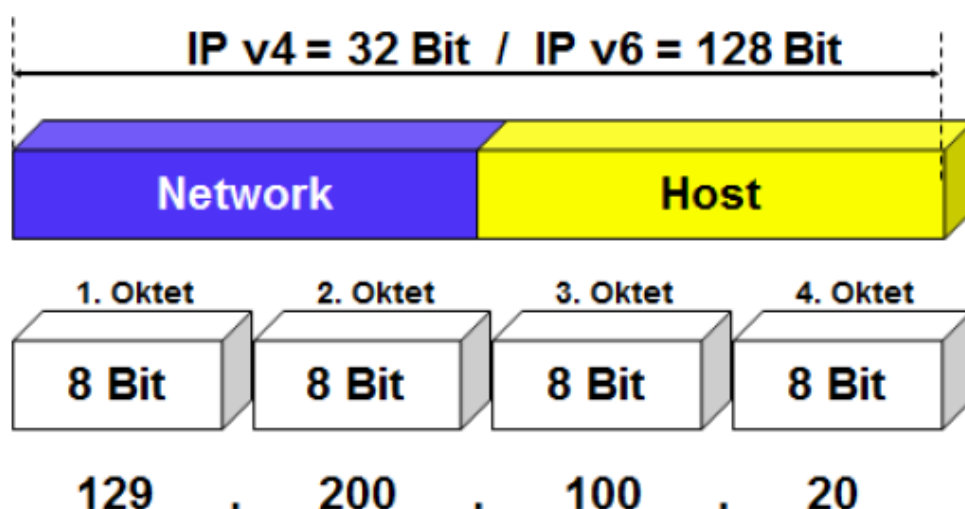 IP v4 = 32 Bit / IP v6 = 128 Bit
Network Host
1. Oktet 2. Oktet 3. Oktet 4. Oktet
8 Bit 8 Bit 8 Bit 8 Bit
129 . 200 . 100 . 20